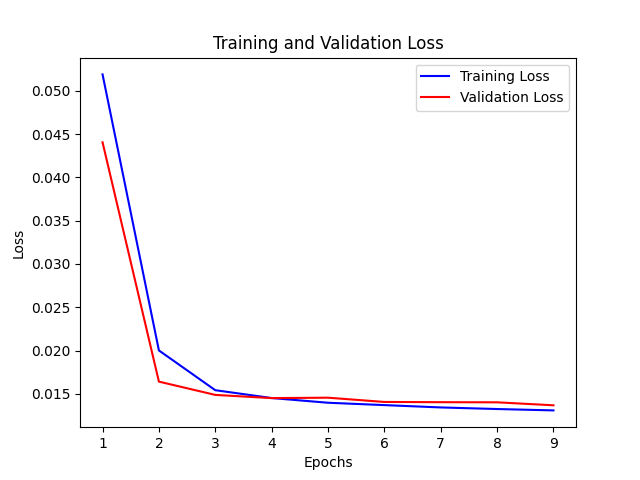 Training and Validation Loss
Training Loss
Validation Loss
0.050
0.045
0.040
0.035
0.030
0.025
0.020
0.015
Loss
1 2 3 4 5 6 7 8 9
Epochs